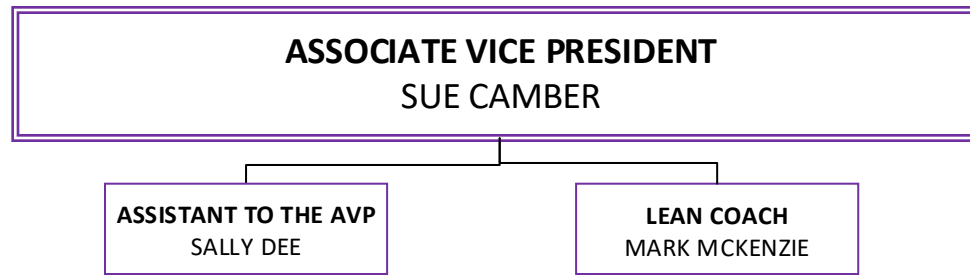 ASSOCIATE VICE PRESIDENT
SUE CAMBER
ASSISTANT TO THE AVP
SALLY DEE
LEAN COACH
MARK MCKENZIE